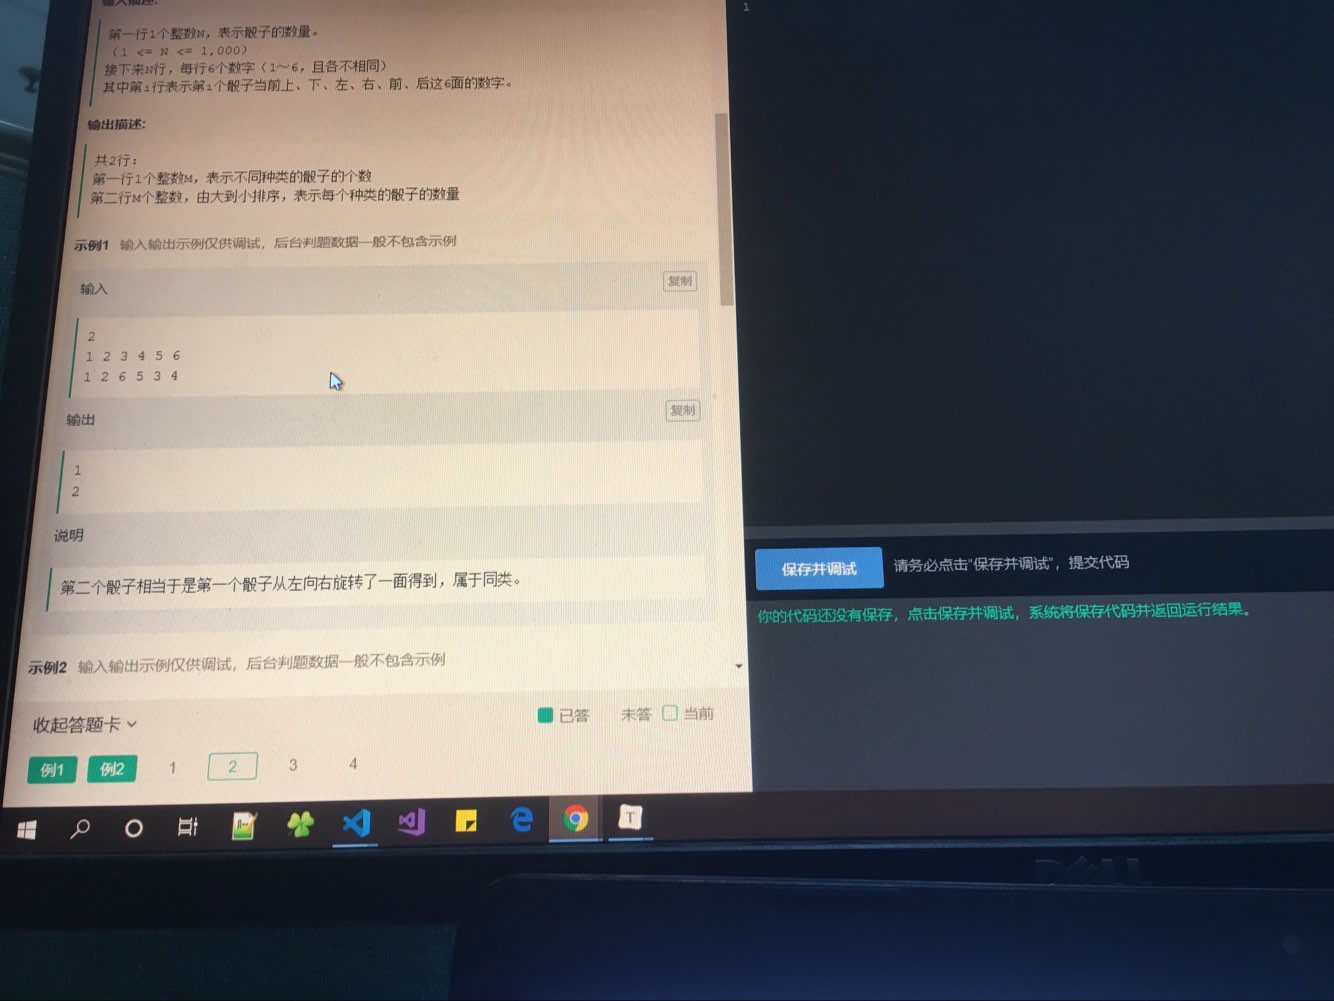 输入描述:
第一行1个整数N，表示骰子的数量。
（1 <= N <= 1,000）
接下来N行，每行6个数字（1～6，且各不相同）
其中第i行表示第i个骰子当前上、下、左、右、前、后这6面的数字。
输出描述:
共2行:
第一行1个整数M，表示不同种类的骰子的个数
第二行M个整数，由大到小排序，表示每个种类的骰子的数量
示例1 输入输出示例仅供调试，后台判题数据一般不包含示例
输入 复制
2
1 2 3 4 5 6
1 2 6 5 3 4
输出 复制
1
2
说明
第二个骰子相当于是第一个骰子从左向右旋转了一面得到，属于同类。
示例2 输入输出示例仅供调试，后台判题数据一般不包含示例
收起答题卡 已答 未答 当前
例1 例2 1 2 3 4
1
保存并调试 请务必点击“保存并调试”，提交代码
你的代码还没有保存，点击保存并调试，系统将保存代码并返回运行结果。
T
DELL